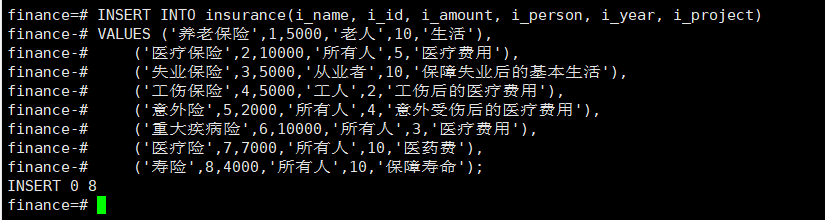 finance=# INSERT INTO insurance(i_name, i_id, i_amount, i_person, i_year, i_project)
finance-# VALUES ('养老保险',1,5000,'老人',10,'生活'),
finance-#     ('医疗保险',2,10000,'所有人',5,'医疗费用'),
finance-#     ('失业保险',3,5000,'从业者',10,'保障失业后的基本生活'),
finance-#     ('工伤保险',4,5000,'工人',2,'工伤后的医疗费用'),
finance-#     ('意外险',5,2000,'所有人',4,'意外受伤后的医疗费用'),
finance-#     ('重大疾病险',6,10000,'所有人',3,'医疗费用'),
finance-#     ('医疗险',7,7000,'所有人',10,'医药费'),
finance-#     ('寿险',8,4000,'所有人',10,'保障寿命');
INSERT 0 8
finance=#